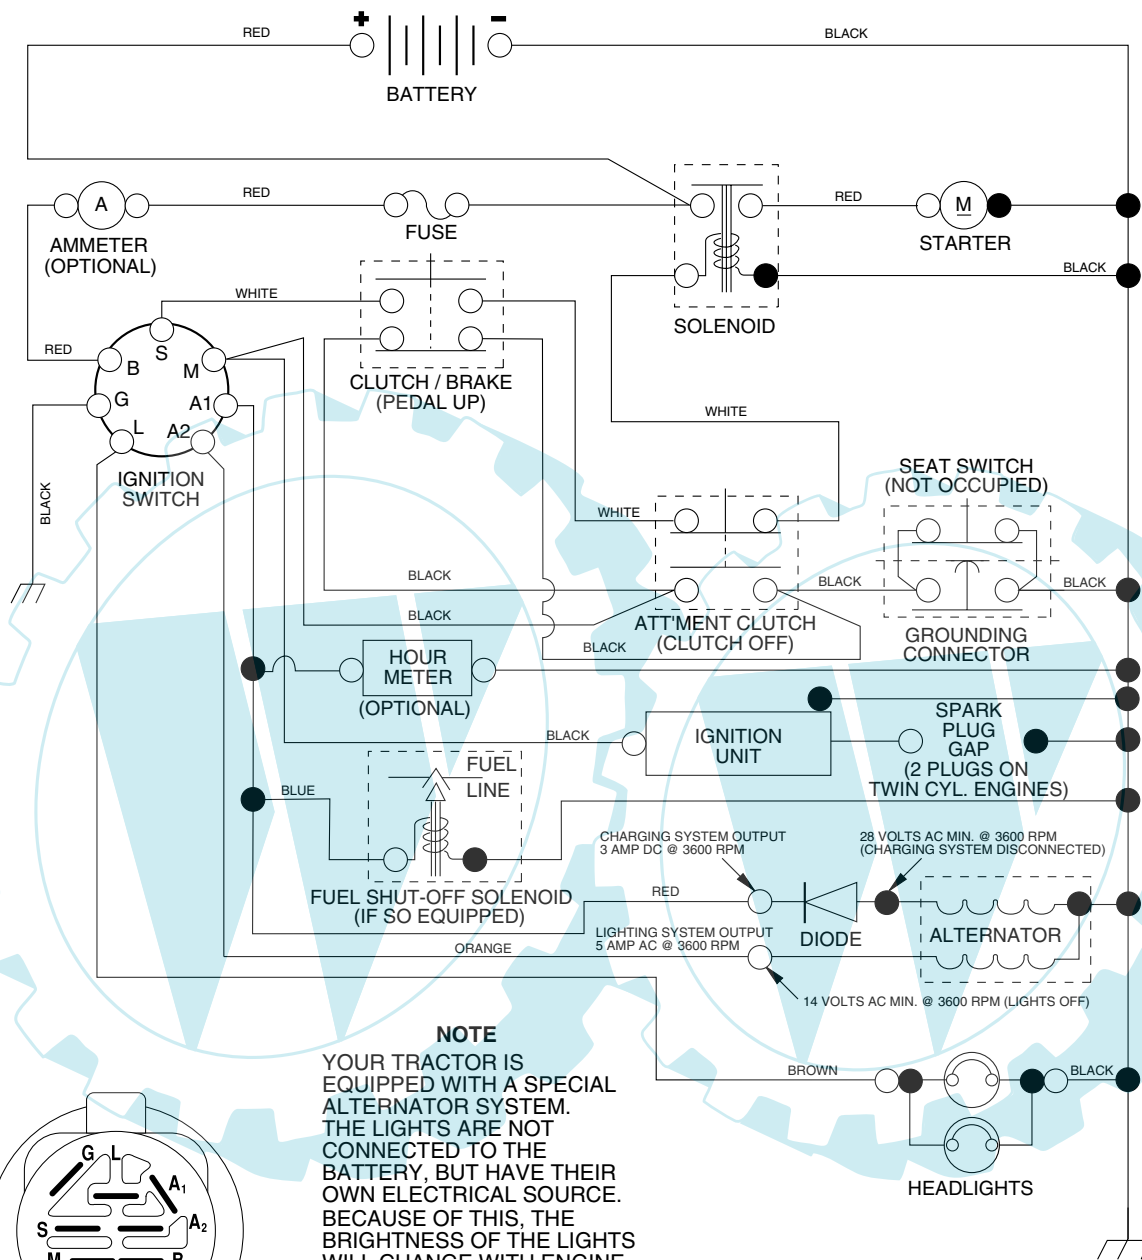 + -
RED
BLACK
BATTERY
RED
RED
A
M
FUSE
STARTER
AMMETER
(OPTIONAL)
BLACK
WHITE
SOLENOID
RED
S
B
M
G
A1
L
A2
CLUTCH / BRAKE
(PEDAL UP)
WHITE
IGNITION
SWITCH
BLACK
SEAT SWITCH
(NOT OCCUPIED)
WHITE
BLACK
BLACK
BLACK
BLACK
ATT'MENT CLUTCH
(CLUTCH OFF)
BLACK
GROUNDING
CONNECTOR
HOUR
METER
(OPTIONAL)
BLACK
IGNITION
UNIT
SPARK
PLUG
GAP
(2 PLUGS ON
TWIN CYL. ENGINES)
FUEL
LINE
BLUE
CHARGING SYSTEM OUTPUT
3 AMP DC @ 3600 RPM
28 VOLTS AC MIN. @ 3600 RPM
(CHARGING SYSTEM DISCONNECTED)
FUEL SHUT-OFF SOLENOID
(IF SO EQUIPPED)
RED
LIGHTING SYSTEM OUTPUT
5 AMP AC @ 3600 RPM
DIODE
ALTERNATOR
ORANGE
14 VOLTS AC MIN. @ 3600 RPM (LIGHTS OFF)
NOTE
YOUR TRACTOR IS
EQUIPPED WITH A SPECIAL
ALTERNATOR SYSTEM.
THE LIGHTS ARE NOT
CONNECTED TO THE
BATTERY, BUT HAVE THEIR
OWN ELECTRICAL SOURCE.
BECAUSE OF THIS, THE
BRIGHTNESS OF THE LIGHTS
WILL CHANGE WITH ENGINE
BROWN
BLACK
HEADLIGHTS
G L
A1
A2
S
M
B